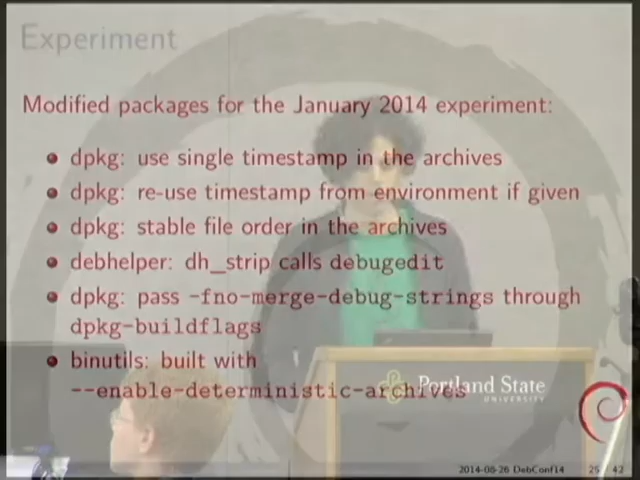 Experiment
Modified packages for the January 2014 experiment:
dpkg: use single timestamp in the archives
dpkg: re-use timestamp from environment if given
dpkg: stable file order in the archives
debhelper: dh_strip calls debugedit
dpkg: pass -fno-merge-debug-strings through
dpkg-buildflags
binutils: built with
--enable-deterministic-archives
Portland State
UNIVERSITY
2014-08-26 DebConf14 25 / 42